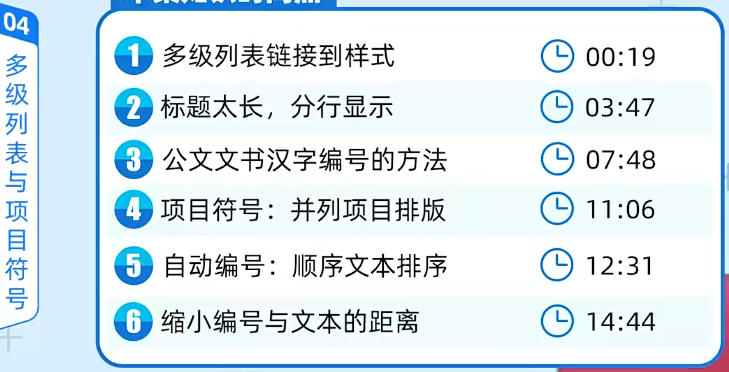 04
多级列表与项目符号
1 多级列表链接到样式 00:19
2 标题太长，分行显示 03:47
3 公文文书汉字编号的方法 07:48
4 项目符号：并列项目排版 11:06
5 自动编号：顺序文本排序 12:31
6 缩小编号与文本的距离 14:44